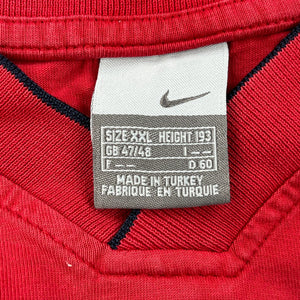 SIZE XXL HEIGHT 193
GB 47/48 I --
F -- D 60
MADE IN TURKEY
FABRIQUE EN TURQUIE